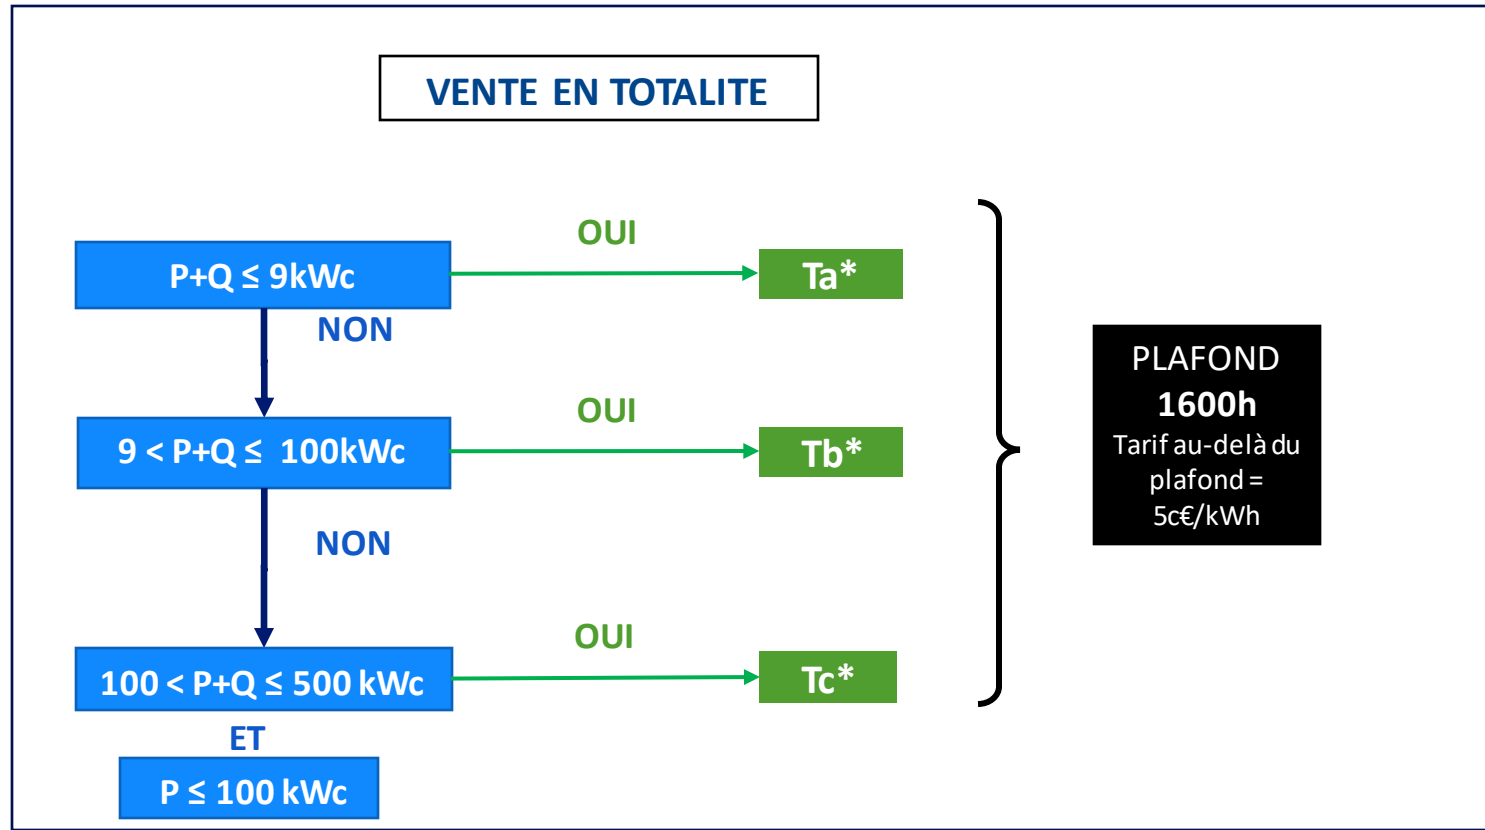 VENTE EN TOTALITE
OUI
P+Q ≤ 9kWc
Ta*
NON
OUI
9 < P+Q ≤ 100kWc
Tb*
NON
OUI
100 < P+Q ≤ 500 kWc
Tc*
ET
P ≤ 100 kWc
PLAFOND
1600h
Tarif au-delà du
plafond =
5c€/kWh